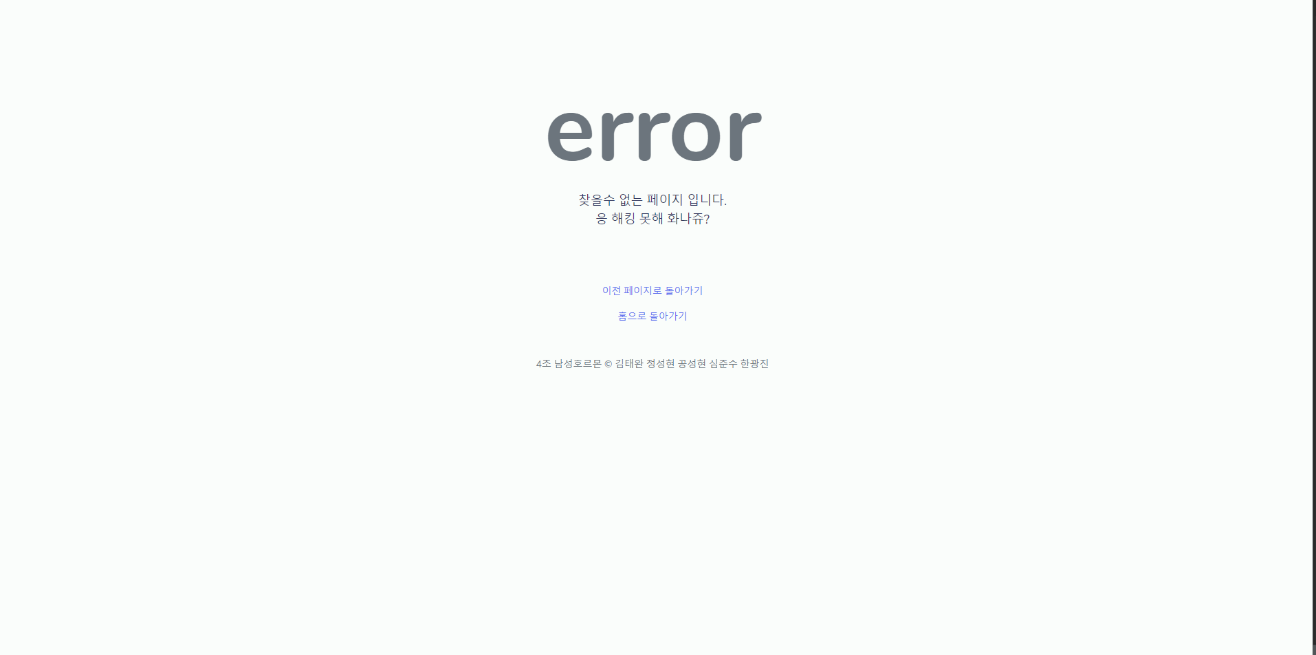 error
찾을수 없는 페이지 입니다.
응 해킹 못해 화나쥬?
이전 페이지로 돌아가기
홈으로 돌아가기
4조 남성호르몬 © 김태완 정성현 공성현 심준수 한광진